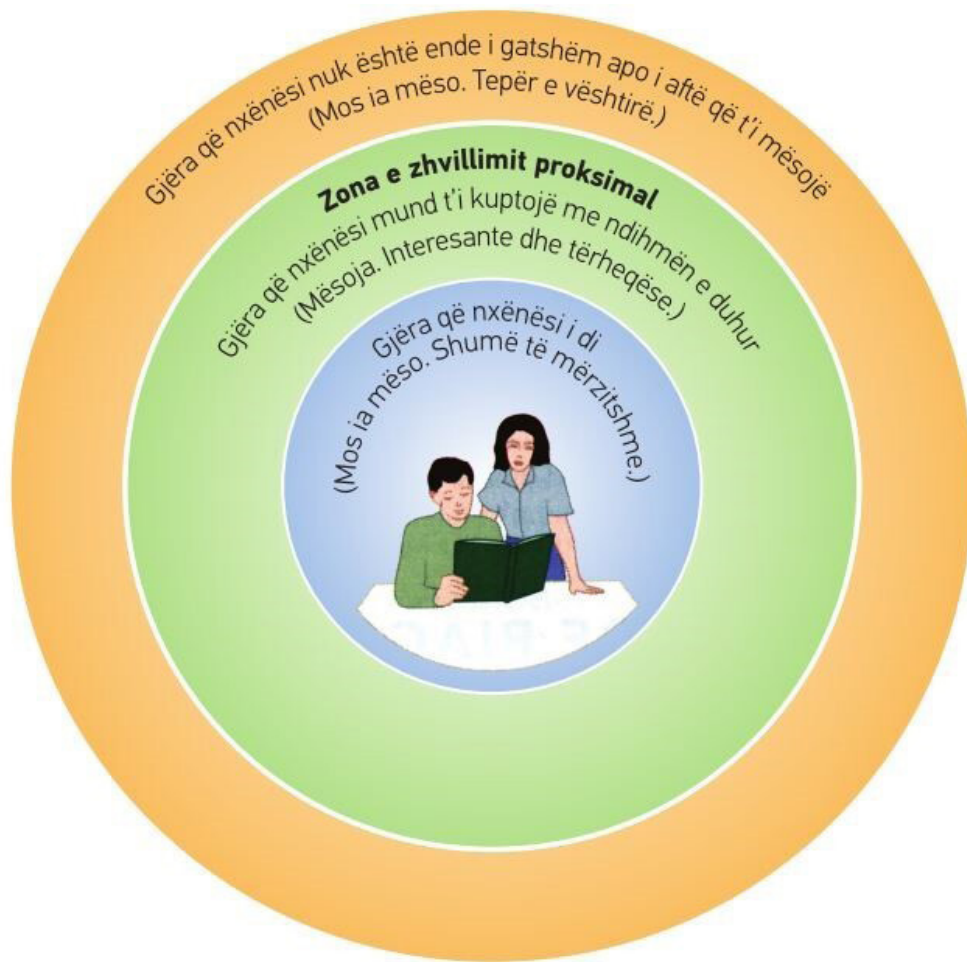 Gjëra që nxënësi nuk është ende i gatshëm apo i aftë që t'i mësojë
(Mos ia mëso. Tepër e vështirë.)
Zona e zhvillimit proksimal
Gjëra që nxënësi mund t'i kuptojë me ndihmën e duhur
(Mësoja. Interesante dhe tërheqëse.)
Gjëra që nxënësi i di
(Mos ia mëso. Shumë të mërzitshme.)